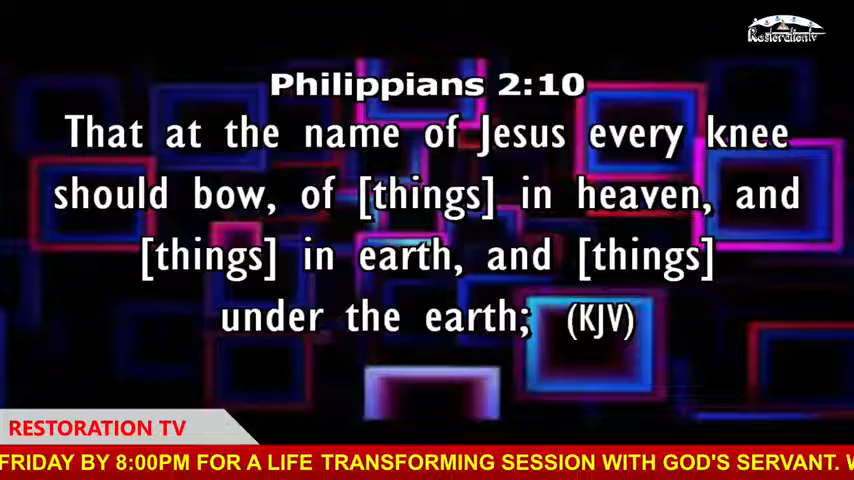 Restorationtv
Philippians 2:10
That at the name of Jesus every knee
should bow, of [things] in heaven, and
[things] in earth, and [things]
under the earth; (KJV)
RESTORATION TV
FRIDAY BY 8:00PM FOR A LIFE TRANSFORMING SESSION WITH GOD'S SERVANT. W